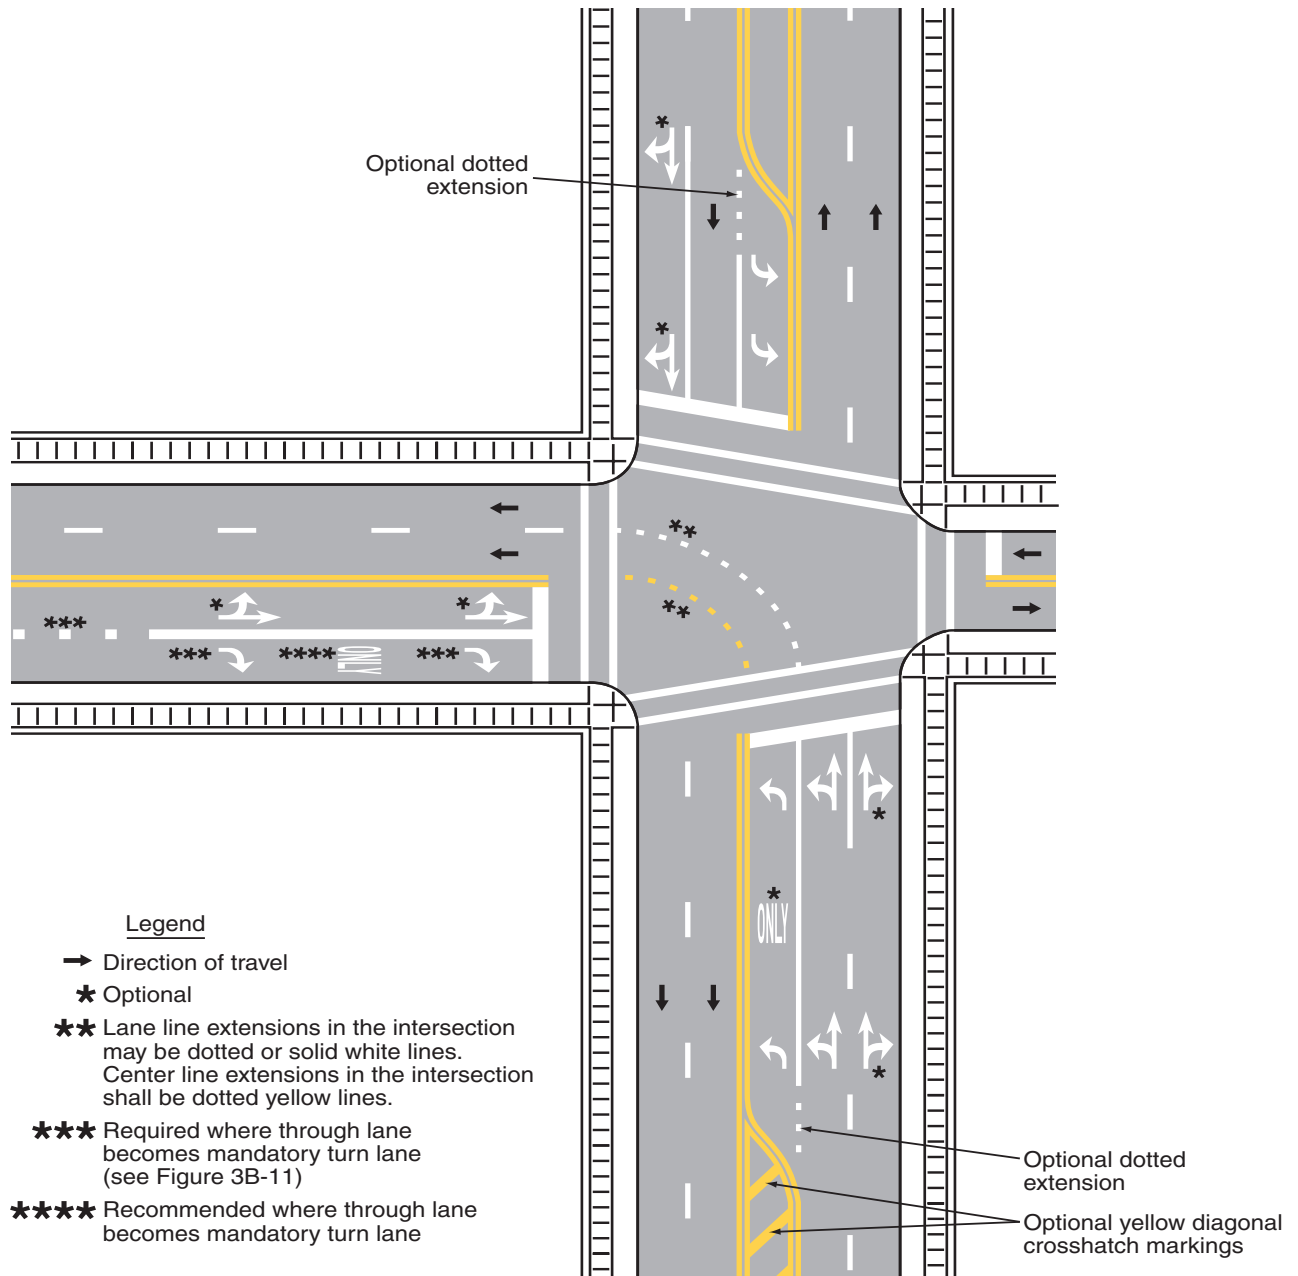 Optional dotted
extension
*
*
**
***
*
*
**
***
****
ONLY
***
*
*
ONLY
*
Legend
Direction of travel
* Optional
** Lane line extensions in the intersection
may be dotted or solid white lines.
Center line extensions in the intersection
shall be dotted yellow lines.
*** Required where through lane
becomes mandatory turn lane
(see Figure 3B-11)
**** Recommended where through lane
becomes mandatory turn lane
Optional dotted
extension
Optional yellow diagonal
crosshatch markings